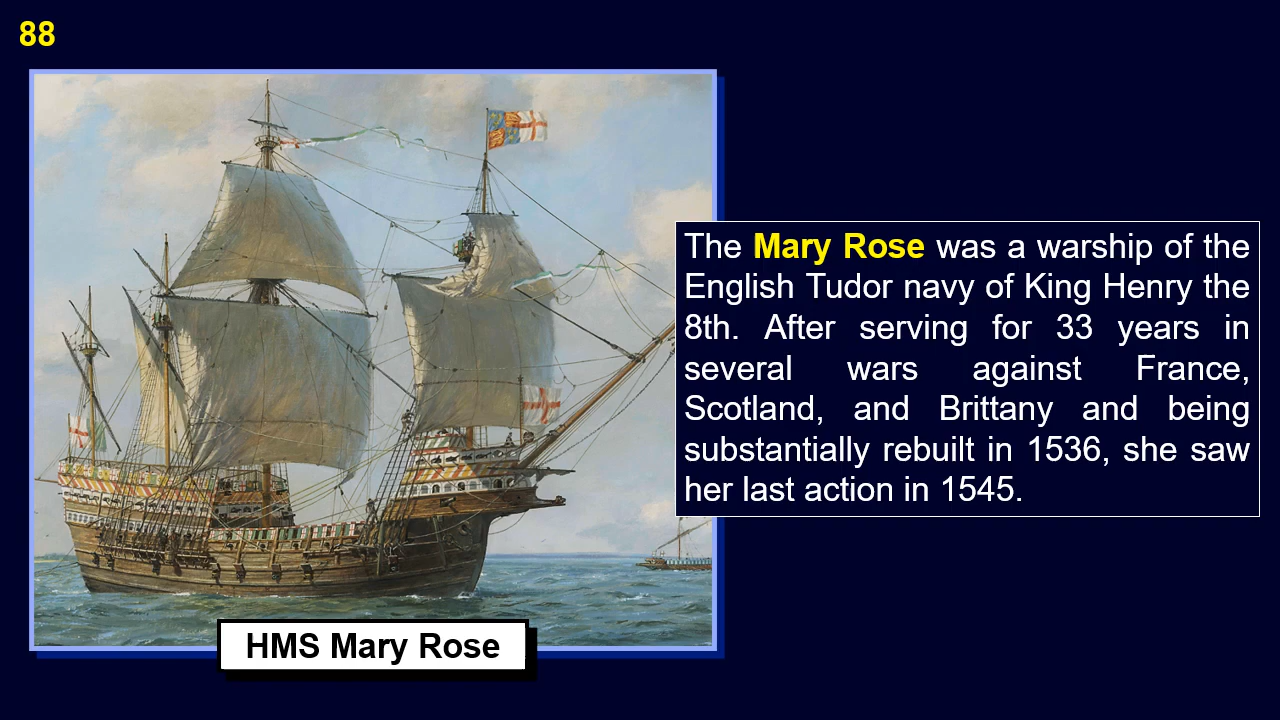 88
The Mary Rose was a warship of the
English Tudor navy of King Henry the
8th. After serving for 33 years in
several wars against France,
Scotland, and Brittany and being
substantially rebuilt in 1536, she saw
her last action in 1545.
HMS Mary Rose